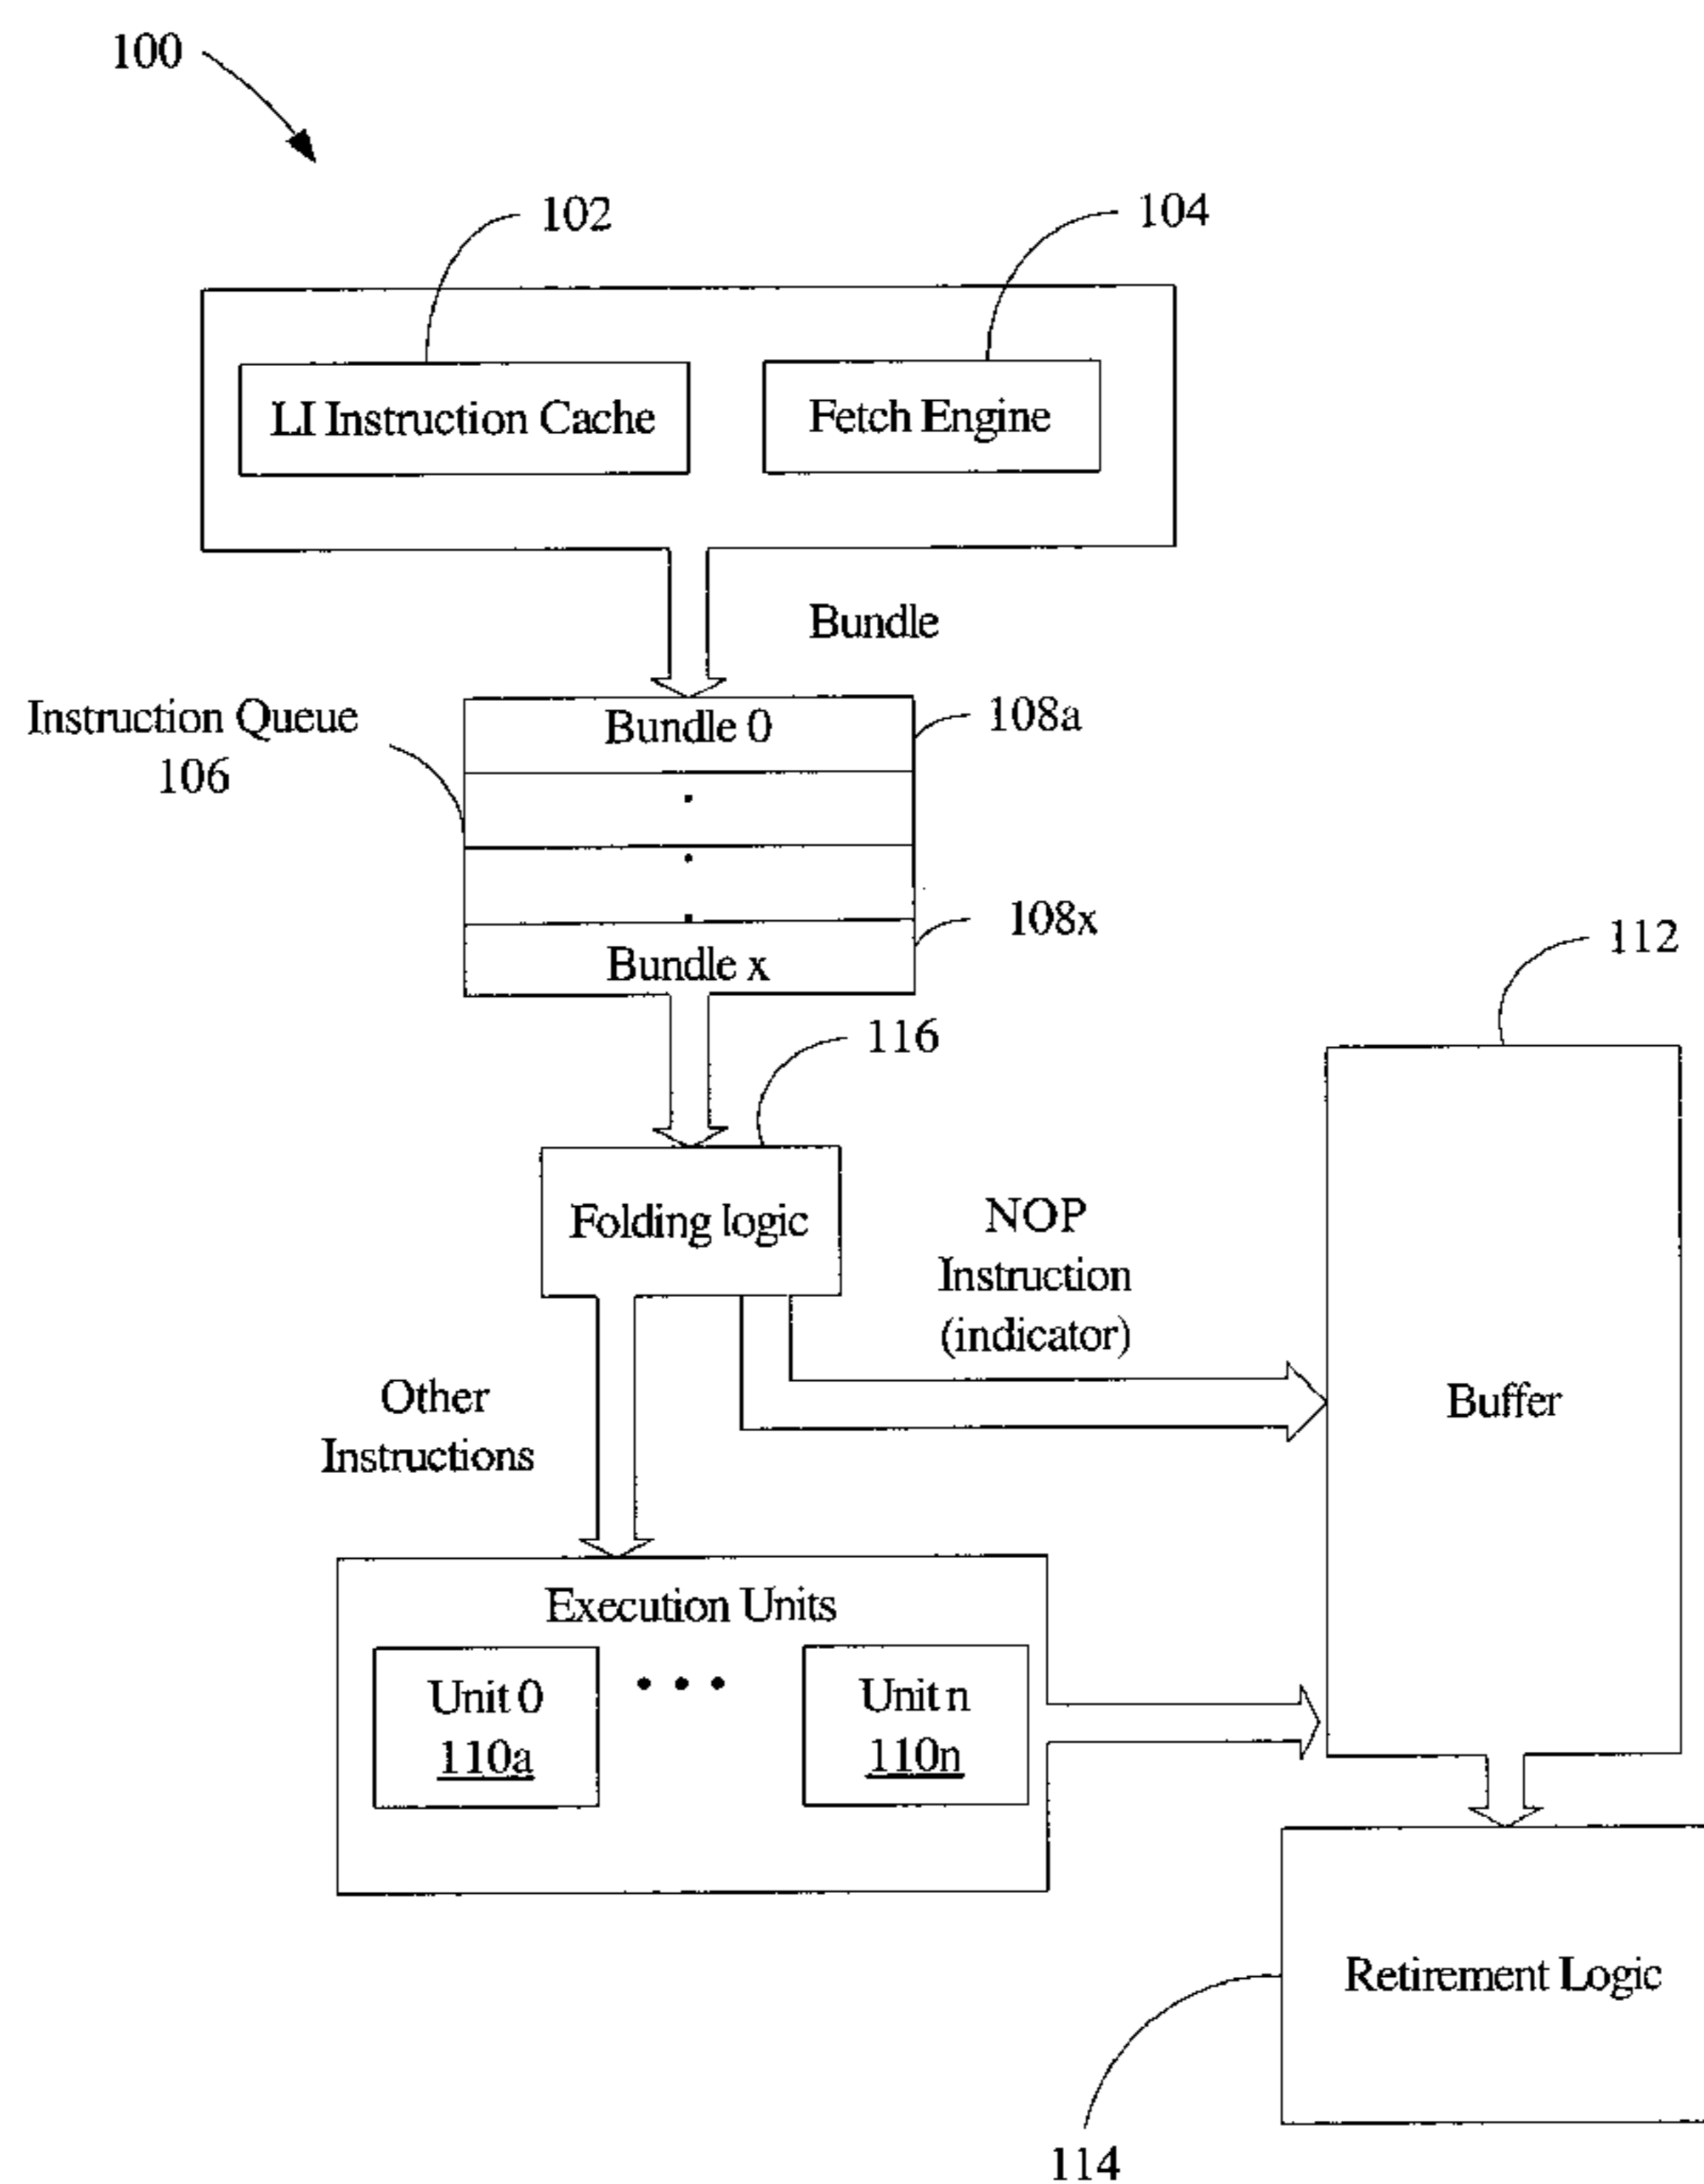 100
102
104
LI Instruction Cache
Fetch Engine
Bundle
Instruction Queue
106
Bundle 0
108a
108x
Bundle x
112
116
Folding logic
NOP
Instruction
(indicator)
Buffer
Other
Instructions
Execution Units
Unit 0
110a
Unit n
110n
Retirement Logic
114